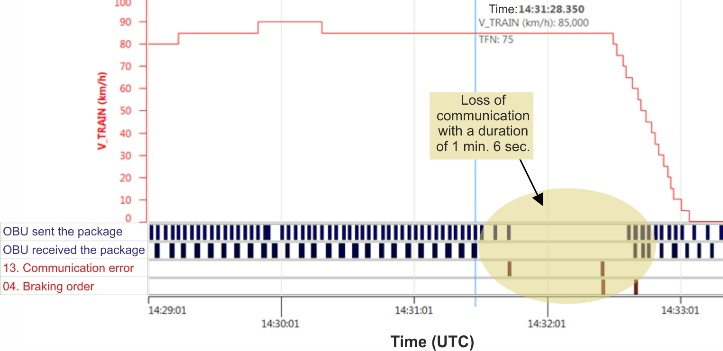 100
Time:14:31:28.350
V_TRAIN (km/h): 85,000
TFN: 75
90
80
70
60
50
40
30
20
10
0
V_TRAIN (km/h)
Loss of
communication
with a duration
of 1 min. 6 sec.
OBU sent the package
OBU received the package
13. Communication error
04. Braking order
14:29:01
14:30:01
14:31:01
14:32:01
14:33:01
Time (UTC)